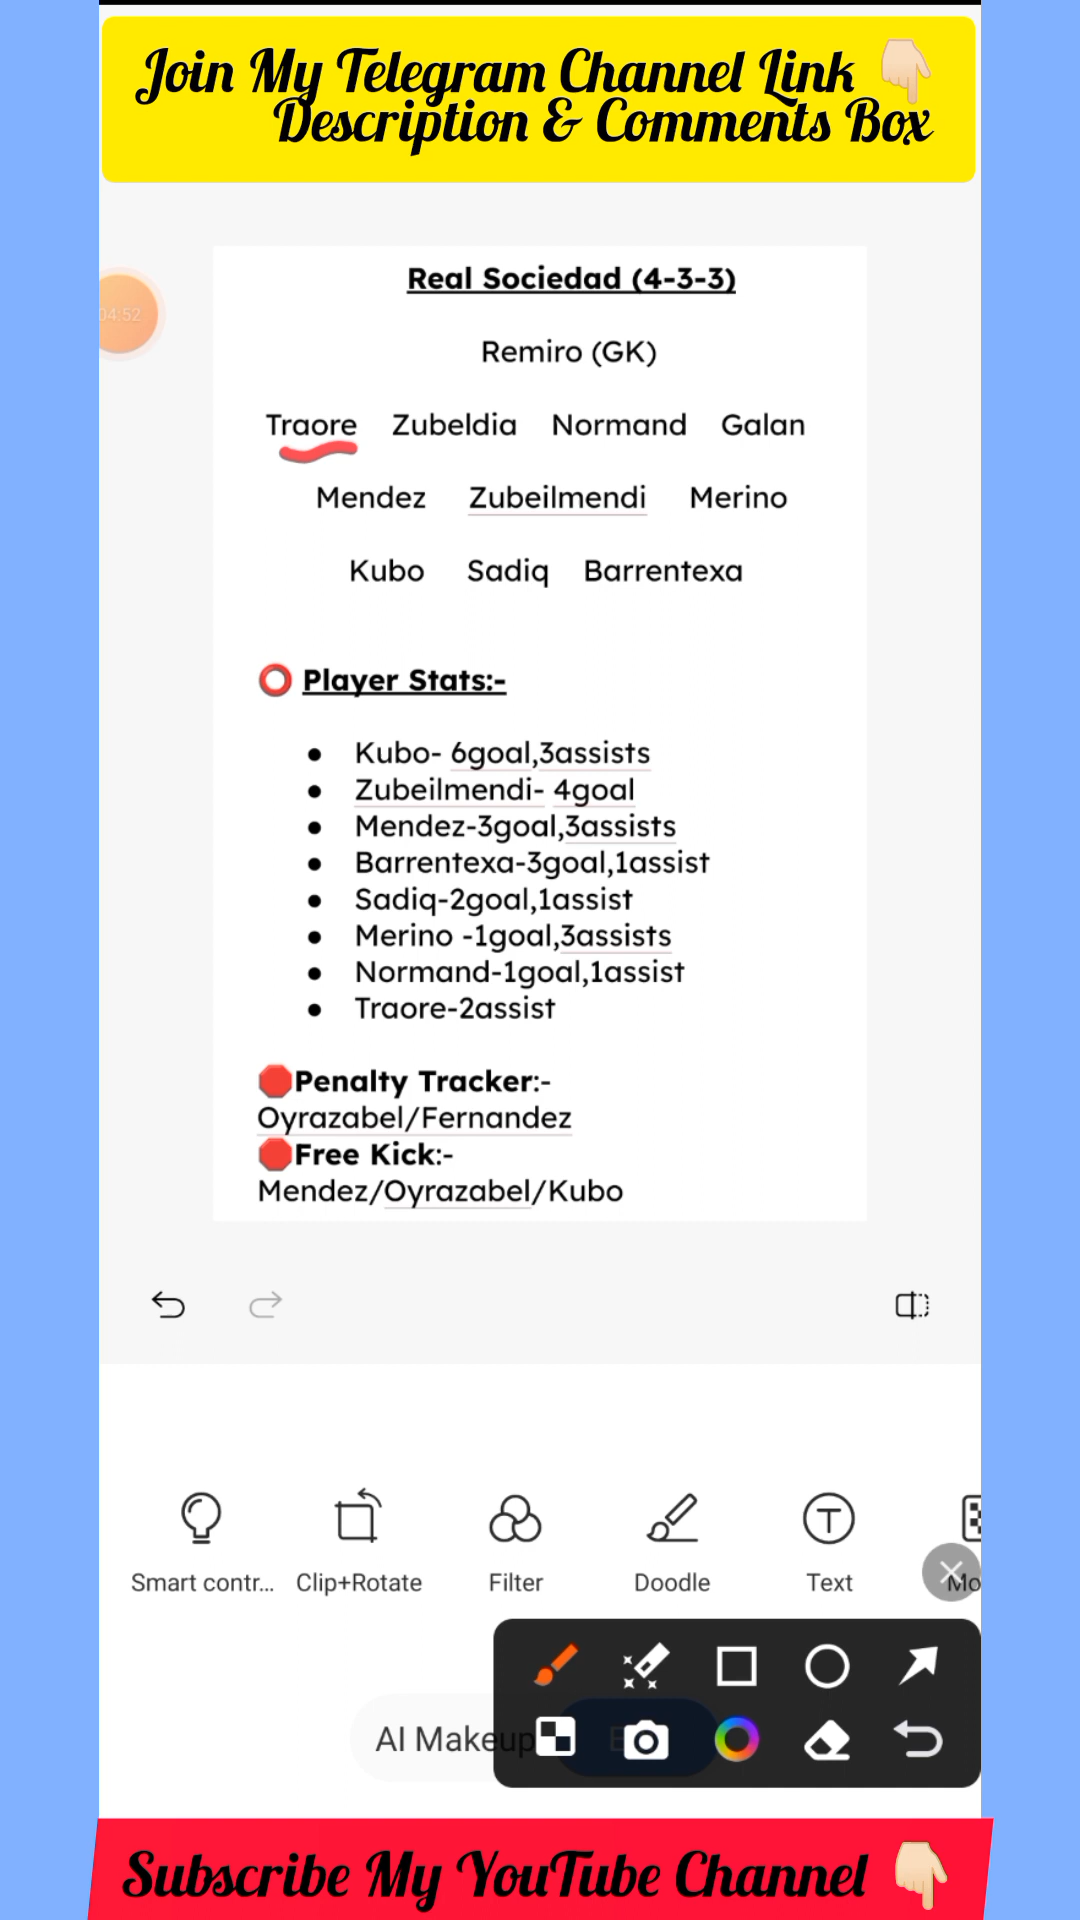 Join My Telegram Channel Link 👇🏻
Description & Comments Box
04:52
Real Sociedad (4-3-3)
Remiro (GK)
Traore Zubeldia Normand Galan
Mendez Zubeilmendi Merino
Kubo Sadiq Barrentexa
⭕ Player Stats:-
● Kubo- 6goal,3assists
● Zubeilmendi- 4goal
● Mendez-3goal,3assists
● Barrentexa-3goal,1assist
● Sadiq-2goal,1assist
● Merino -1goal,3assists
● Normand-1goal,1assist
● Traore-2assist
🛑Penalty Tracker:-
Oyrazabel/Fernandez
🛑Free Kick:-
Mendez/Oyrazabel/Kubo
Smart contr... Clip+Rotate Filter Doodle Text
AI Makeup
Subscribe My YouTube Channel 👇🏻